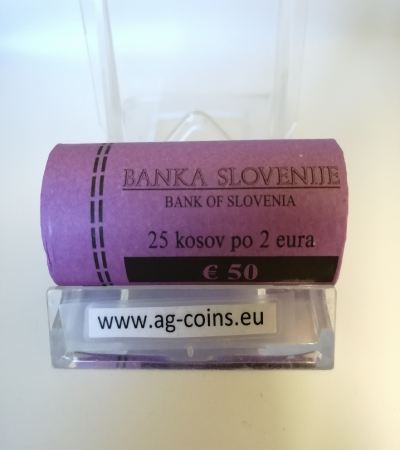 BANKA SLOVENIJE
BANK OF SLOVENIA
25 kosov po 2 eura
€ 50
www.ag-coins.eu